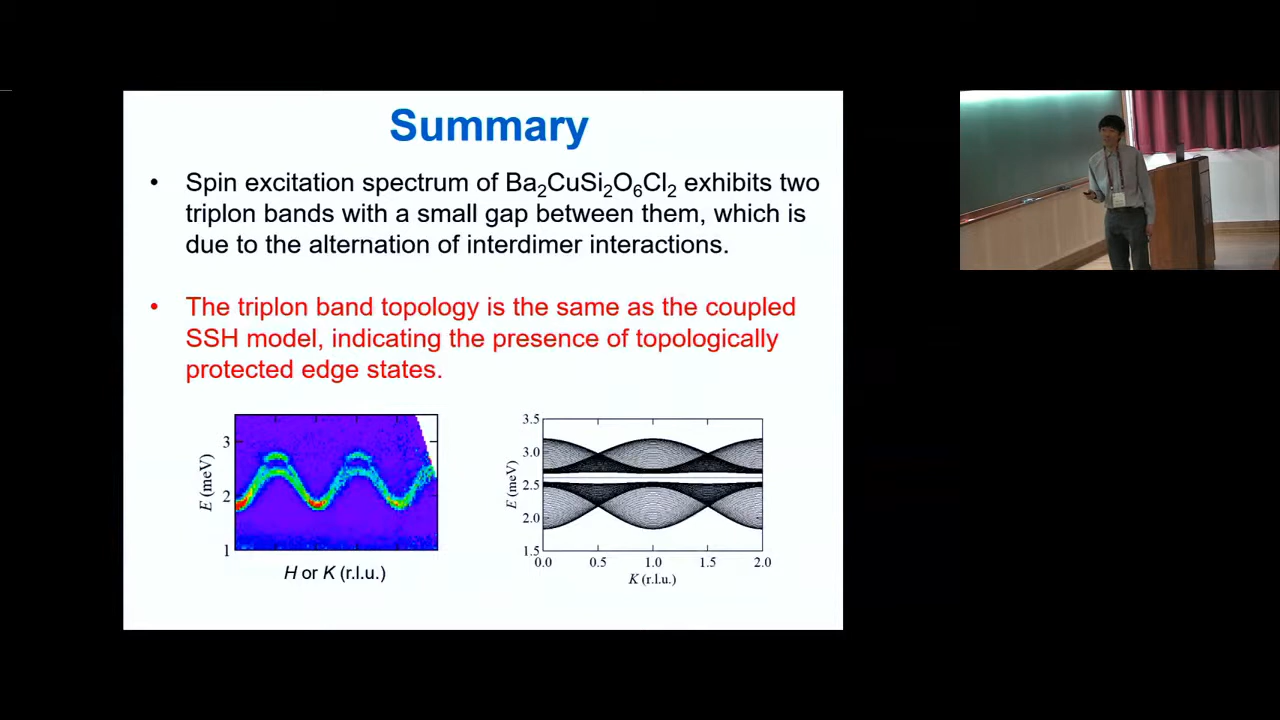 Summary
• Spin excitation spectrum of Ba₂CuSi₂O₆Cl₂ exhibits two
triplon bands with a small gap between them, which is
due to the alternation of interdimer interactions.
• The triplon band topology is the same as the coupled
SSH model, indicating the presence of topologically
protected edge states.
3
2
1
E (meV)
H or K (r.l.u.)
3.5
3.0
2.5
2.0
1.5
E (meV)
0.0 0.5 1.0 1.5 2.0
K (r.l.u.)